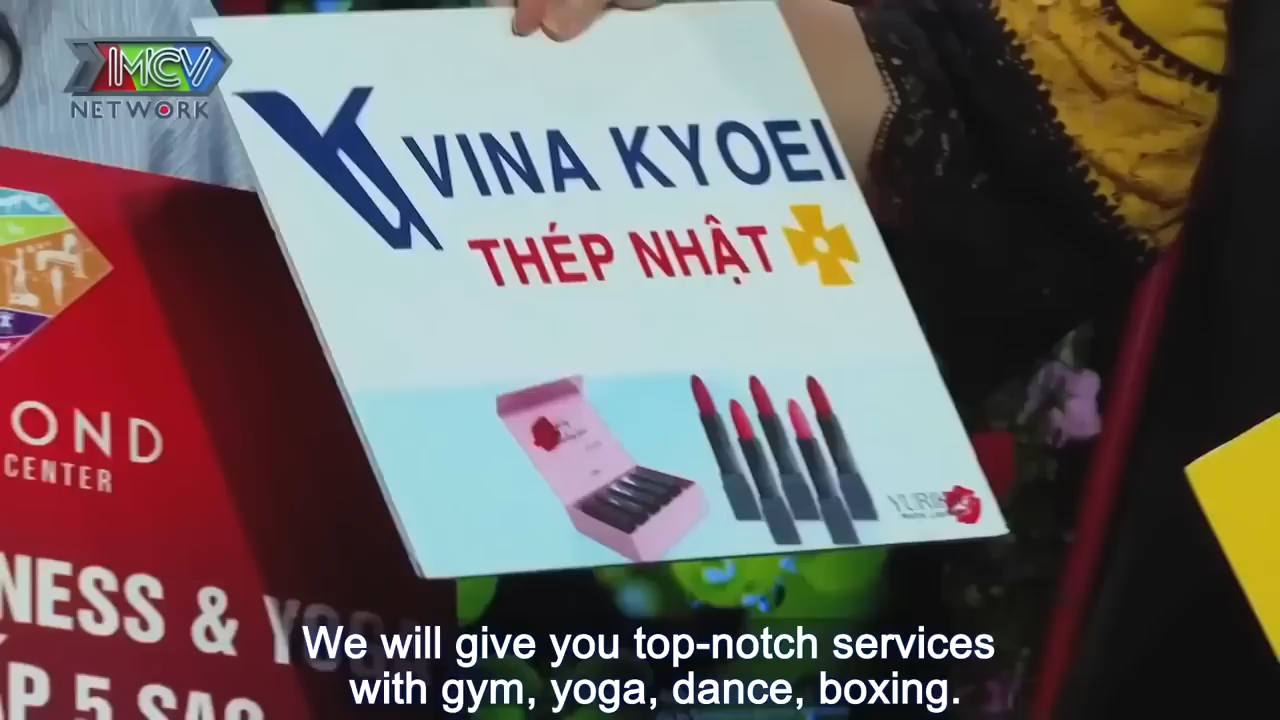 MCV
NETWORK
VINA KYOEI
THÉP NHẬT
OND
CENTER
NESS & YOGA
P 5 SAO
We will give you top-notch services
with gym, yoga, dance, boxing.